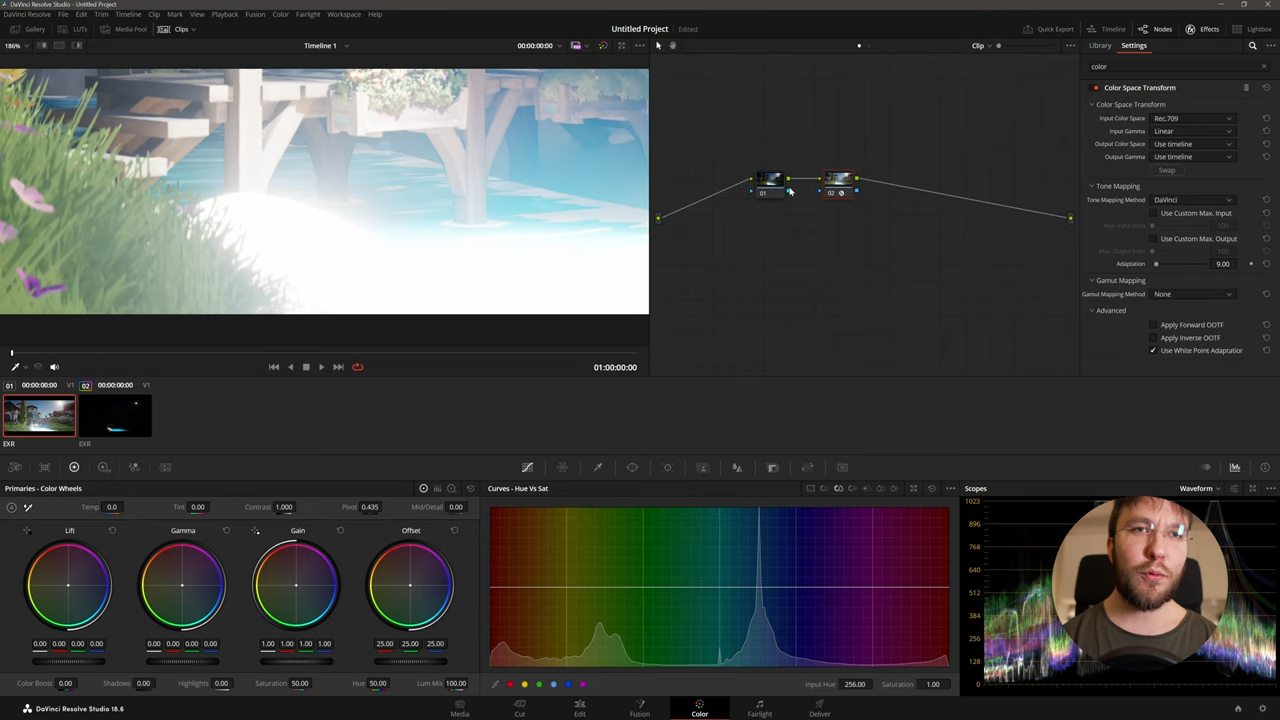 DaVinci Resolve Studio - Untitled Project
DaVinci Resolve File Edit Trim Timeline Clip Mark View Playback Fusion Color Fairlight Workspace Help
Gallery LUTs Media Pool Clips Untitled Project Edited Quick Export Timeline Nodes Effects Lightbox
186% Timeline 1 00:00:00:00 Clip Library Settings
color
Color Space Transform
Color Space Transform
Input Color Space Rec.709
Input Gamma Linear
Output Color Space Use timeline
Output Gamma Use timeline
Swap
Tone Mapping
Tone Mapping Method DaVinci
Use Custom Max. Input
100
Use Custom Max. Output
100
Adaptation 9.00
Gamut Mapping
Gamut Mapping Method None
Advanced
Apply Forward OOTF
Apply Inverse OOTF
Use White Point Adaptation
01 02
01:00:00:00
01 00:00:00:00 V1 02 00:00:00:00 V1
EXR EXR
Primaries - Color Wheels Curves - Hue Vs Sat Scopes Waveform
Temp 0.0 Tint 0.00 Contrast 1.000 Pivot 0.435 Mid/Detail 0.00
Lift Gamma Gain Offset
0.00 0.00 0.00 0.00 0.00 0.00 0.00 0.00 1.00 1.00 1.00 1.00 25.00 25.00 25.00
Color Boost 0.00 Shadows 0.00 Highlights 0.00 Saturation 50.00 Hue 50.00 Lum Mix 100.00
Input Hue 256.00 Saturation 1.00
1023
896
768
640
512
384
256
128
0
DaVinci Resolve Studio 18.6 Media Cut Edit Fusion Color Fairlight Deliver